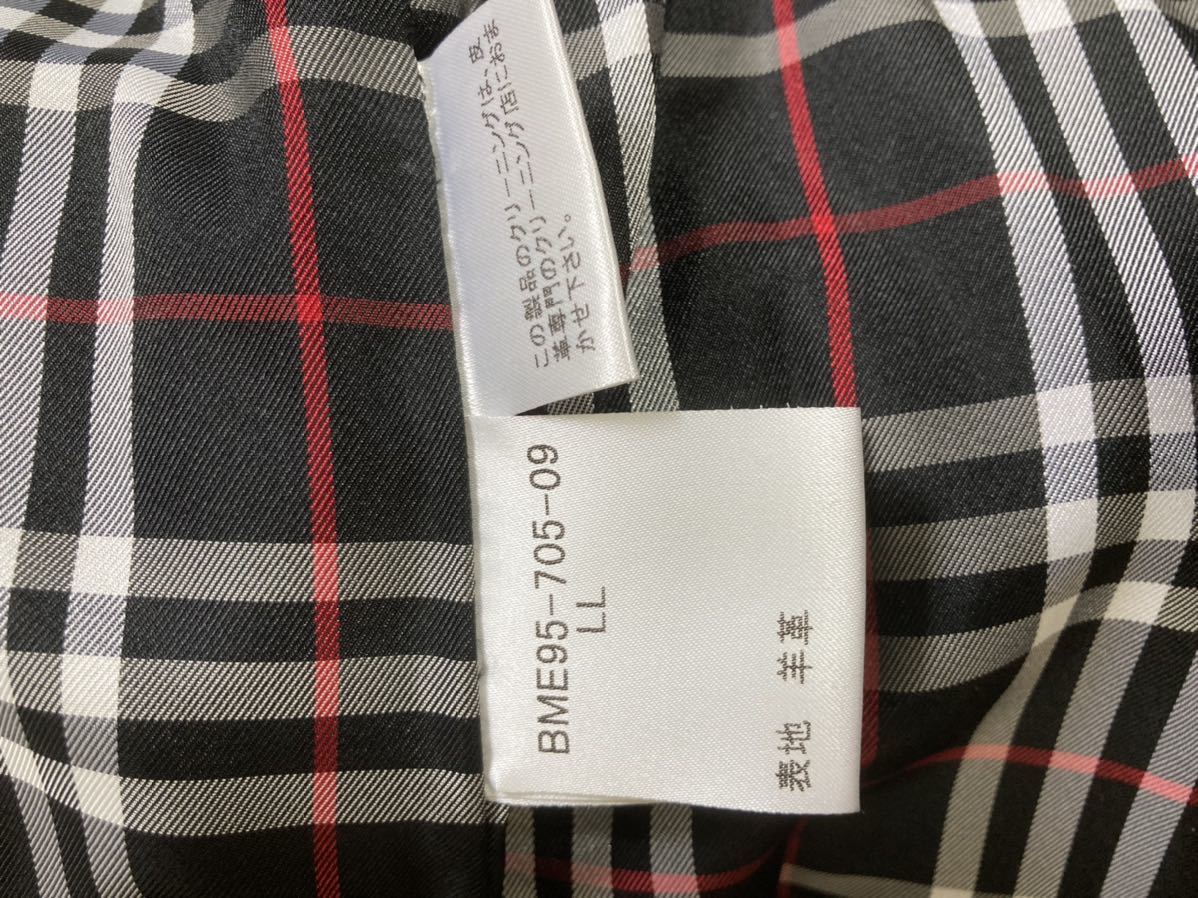 この製品のクリーニングは、皮
革専門のクリーニング店におま
かせ下さい。
BME95-705-09
LL
表地 羊革